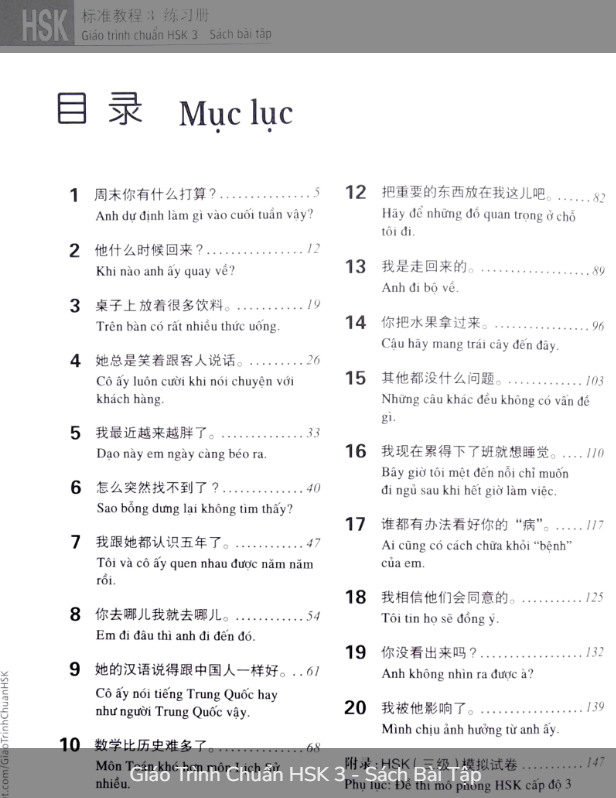 HSK 标准教程 3 练习册
Giáo trình chuẩn HSK 3 Sách bài tập
目录 Mục lục
1 周末你有什么打算？...............5
Anh dự định làm gì vào cuối tuần vậy?
2 他什么时候回来？................12
Khi nào anh ấy quay về?
3 桌子上放着很多饮料。...........19
Trên bàn có rất nhiều thức uống.
4 她总是笑着跟客人说话。.........26
Cô ấy luôn cười khi nói chuyện với
khách hàng.
5 我最近越来越胖了。.............33
Dạo này em ngày càng béo ra.
6 怎么突然找不到了？.............40
Sao bỗng dưng lại không tìm thấy?
7 我跟她都认识五年了。...........47
Tôi và cô ấy quen nhau được năm năm
rồi.
8 你去哪儿我就去哪儿。...........54
Em đi đâu thì anh đi đến đó.
9 她的汉语说得跟中国人一样好。..61
Cô ấy nói tiếng Trung Quốc hay
như người Trung Quốc vậy.
10 数学比历史难多了。.............68
Môn Toán khó hơn môn Lịch Sử
nhiều.
12 把重要的东西放在我这儿吧。......82
Hãy để những đồ quan trọng ở chỗ
tôi đi.
13 我是走回来的。.................89
Anh đi bộ về.
14 你把水果拿过来。...............96
Cậu hãy mang trái cây đến đây.
15 其他都没什么问题。............103
Những câu khác đều không có vấn đề
gì.
16 我现在累得下了班就想睡觉。....110
Bây giờ tôi mệt đến nỗi chỉ muốn
đi ngủ sau khi hết giờ làm việc.
17 谁都有办法看好你的“病”。.....117
Ai cũng có cách chữa khỏi “bệnh”
của em.
18 我相信他们会同意的。...........125
Tôi tin họ sẽ đồng ý.
19 你没看出来吗？................132
Anh không nhìn ra được à?
20 我被他影响了。................139
Mình chịu ảnh hưởng từ anh ấy.
附录：HSK（三级）模拟试卷...........147
Phụ lục: Đề thi mô phỏng HSK cấp độ 3
t.com/GiaoTrinhChuanHSK
Giáo Trình Chuẩn HSK 3 - Sách Bài Tập